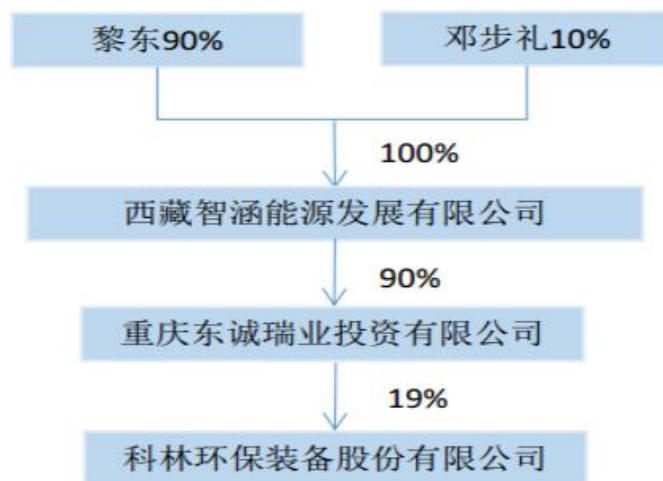 黎东90%
邓步礼10%
100%
西藏智涵能源发展有限公司
90%
重庆东诚瑞业投资有限公司
19%
科林环保装备股份有限公司